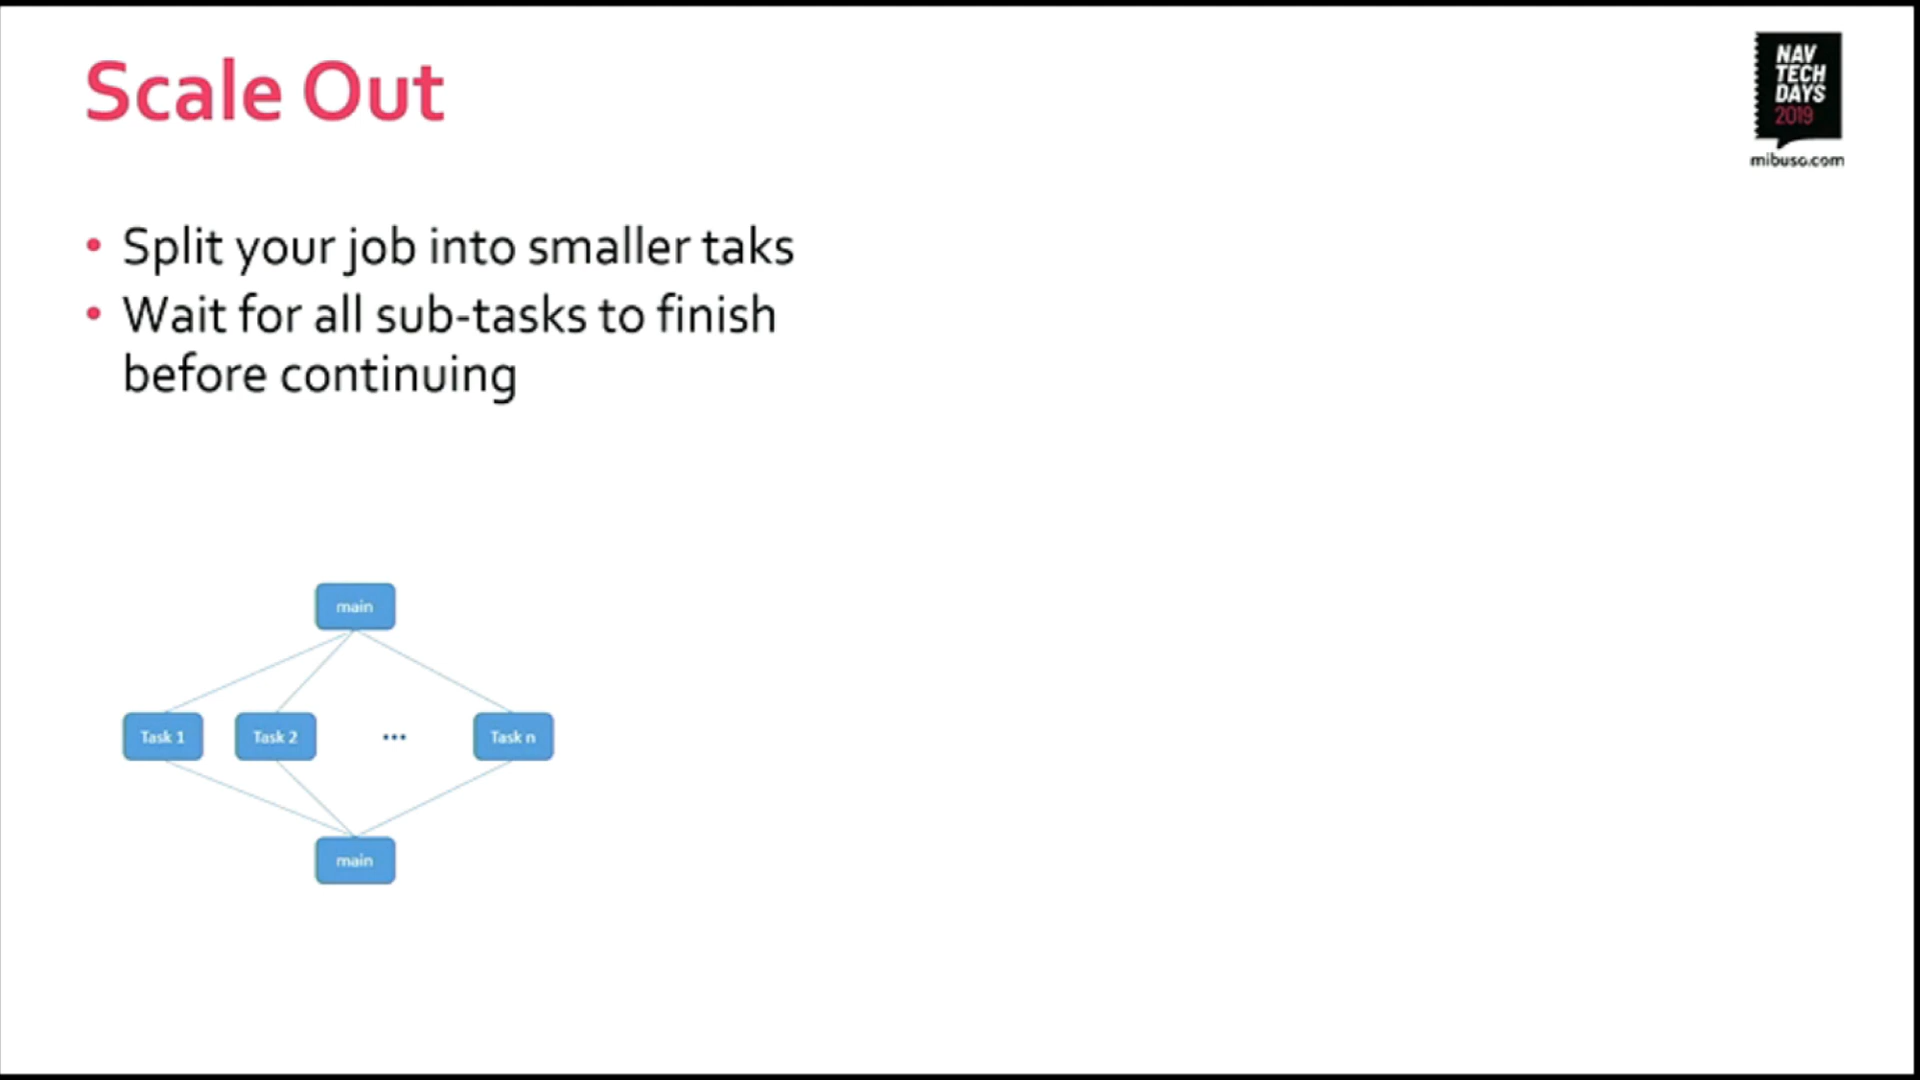 Scale Out
NAV
TECH
DAYS
2019
mibuso.com
• Split your job into smaller taks
• Wait for all sub-tasks to finish
before continuing
main
Task 1 Task 2 ... Task n
main